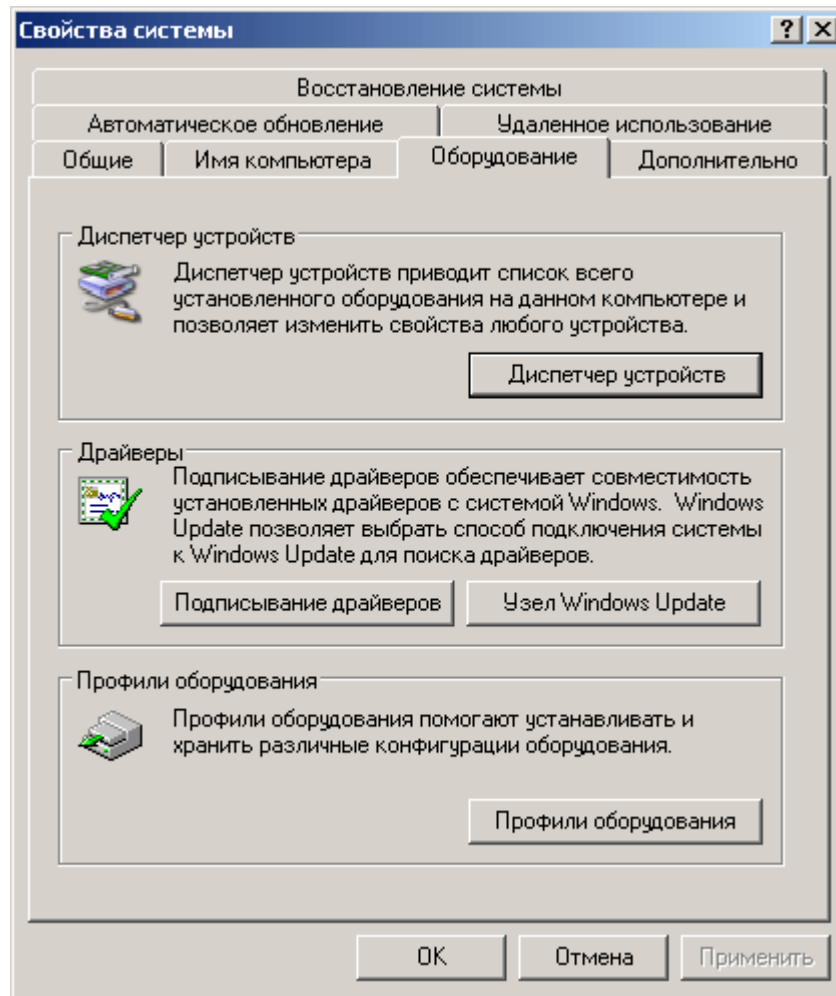 Свойства системы
Восстановление системы
Автоматическое обновление Удаленное использование
Общие Имя компьютера Оборудование Дополнительно
Диспетчер устройств
Диспетчер устройств приводит список всего
установленного оборудования на данном компьютере и
позволяет изменить свойства любого устройства.
Диспетчер устройств
Драйверы
Подписывание драйверов обеспечивает совместимость
установленных драйверов с системой Windows. Windows
Update позволяет выбрать способ подключения системы
к Windows Update для поиска драйверов.
Подписывание драйверов Узел Windows Update
Профили оборудования
Профили оборудования помогают устанавливать и
хранить различные конфигурации оборудования.
Профили оборудования
OK Отмена Применить